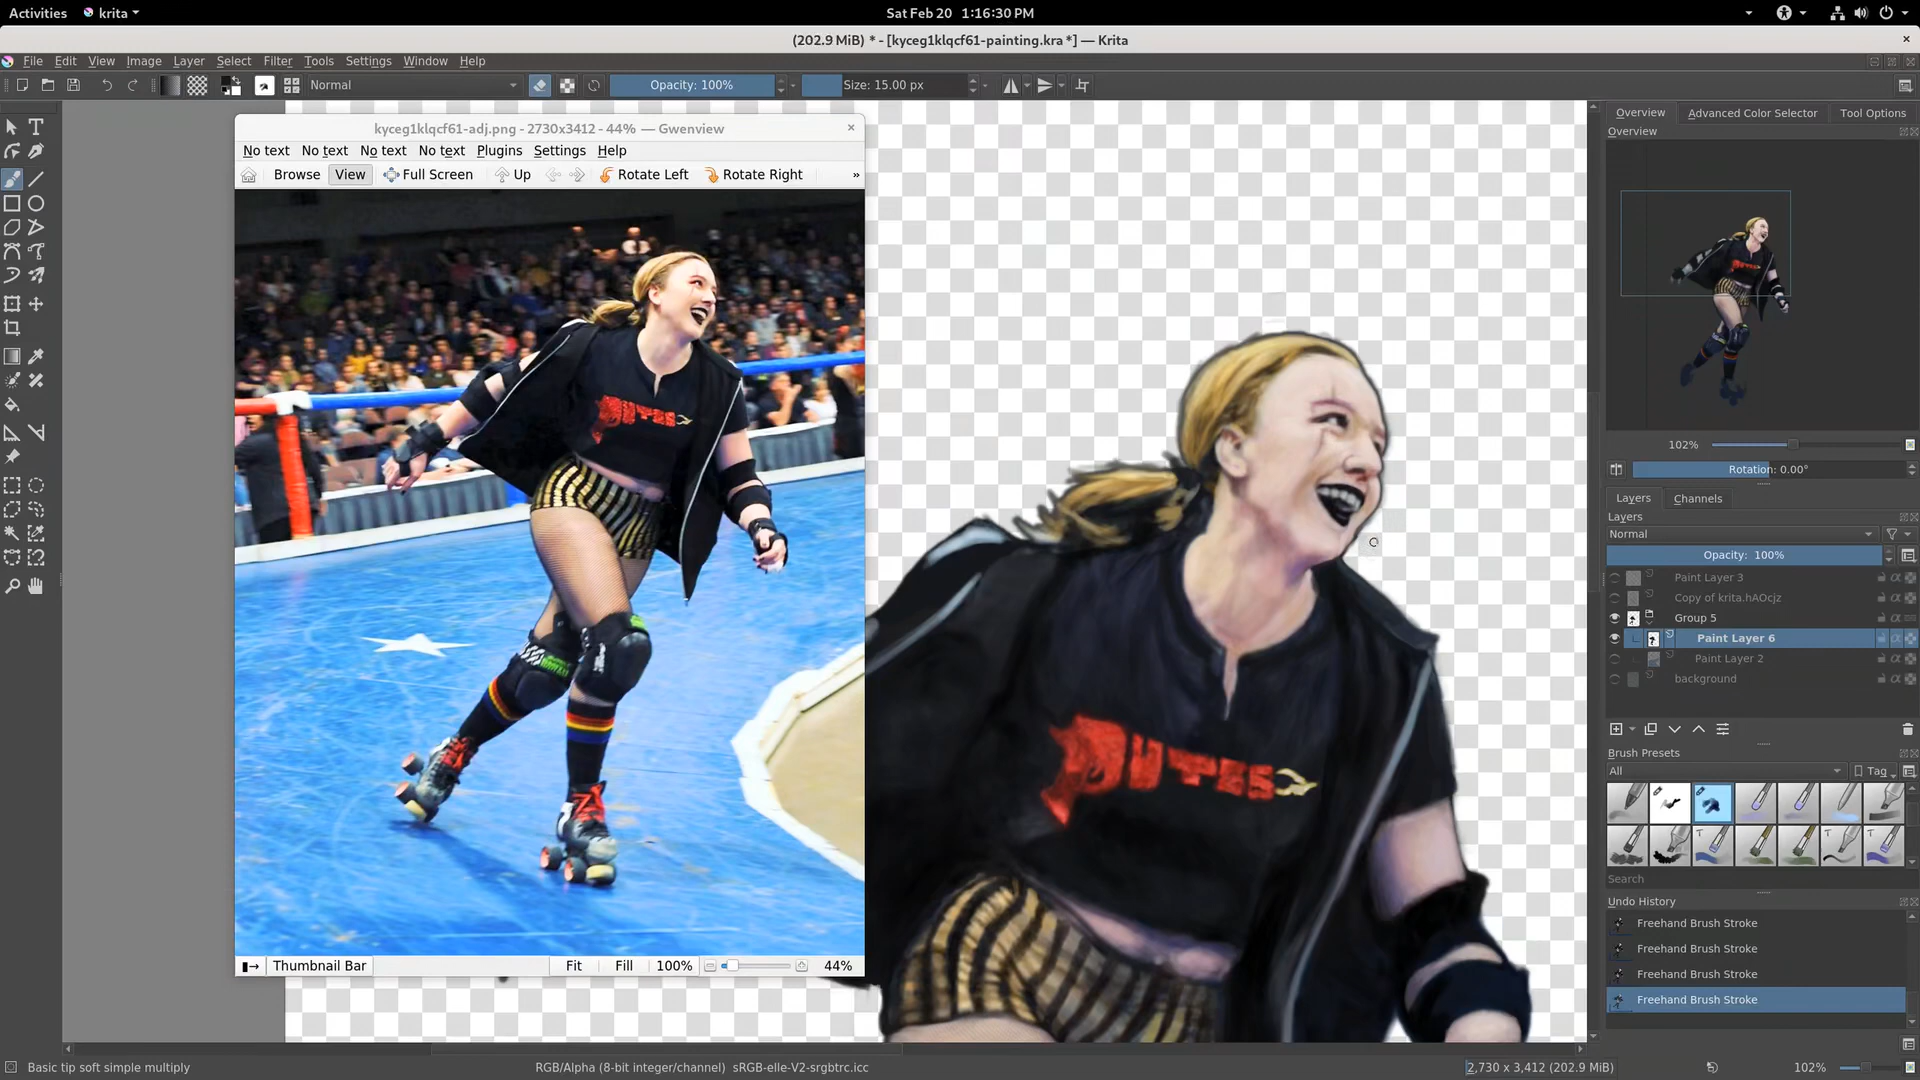 Activities krita Sat Feb 20 1:16:30 PM
(202.9 MiB) * - [kyceg1klqcf61-painting.kra *] — Krita ×
File Edit View Image Layer Select Filter Tools Settings Window Help
Normal Opacity: 100% Size: 15.00 px
Overview Advanced Color Selector Tool Options
Overview
kyceg1klqcf61-adj.png - 2730x3412 - 44% — Gwenview ×
No text No text No text No text Plugins Settings Help
Browse View Full Screen Up Rotate Left Rotate Right »
102%
Rotation: 0.00°
Layers Channels
Layers
Normal
Opacity: 100%
Paint Layer 3
Copy of krita.hAOcjz
Group 5
Paint Layer 6
Paint Layer 2
background
Brush Presets
All Tag
Search
Undo History
Freehand Brush Stroke
Freehand Brush Stroke
Freehand Brush Stroke
Freehand Brush Stroke
Thumbnail Bar Fit Fill 100% 44%
Basic tip soft simple multiply RGB/Alpha (8-bit integer/channel) sRGB-elle-V2-srgbtrc.icc 2,730 x 3,412 (202.9 MiB) 102%